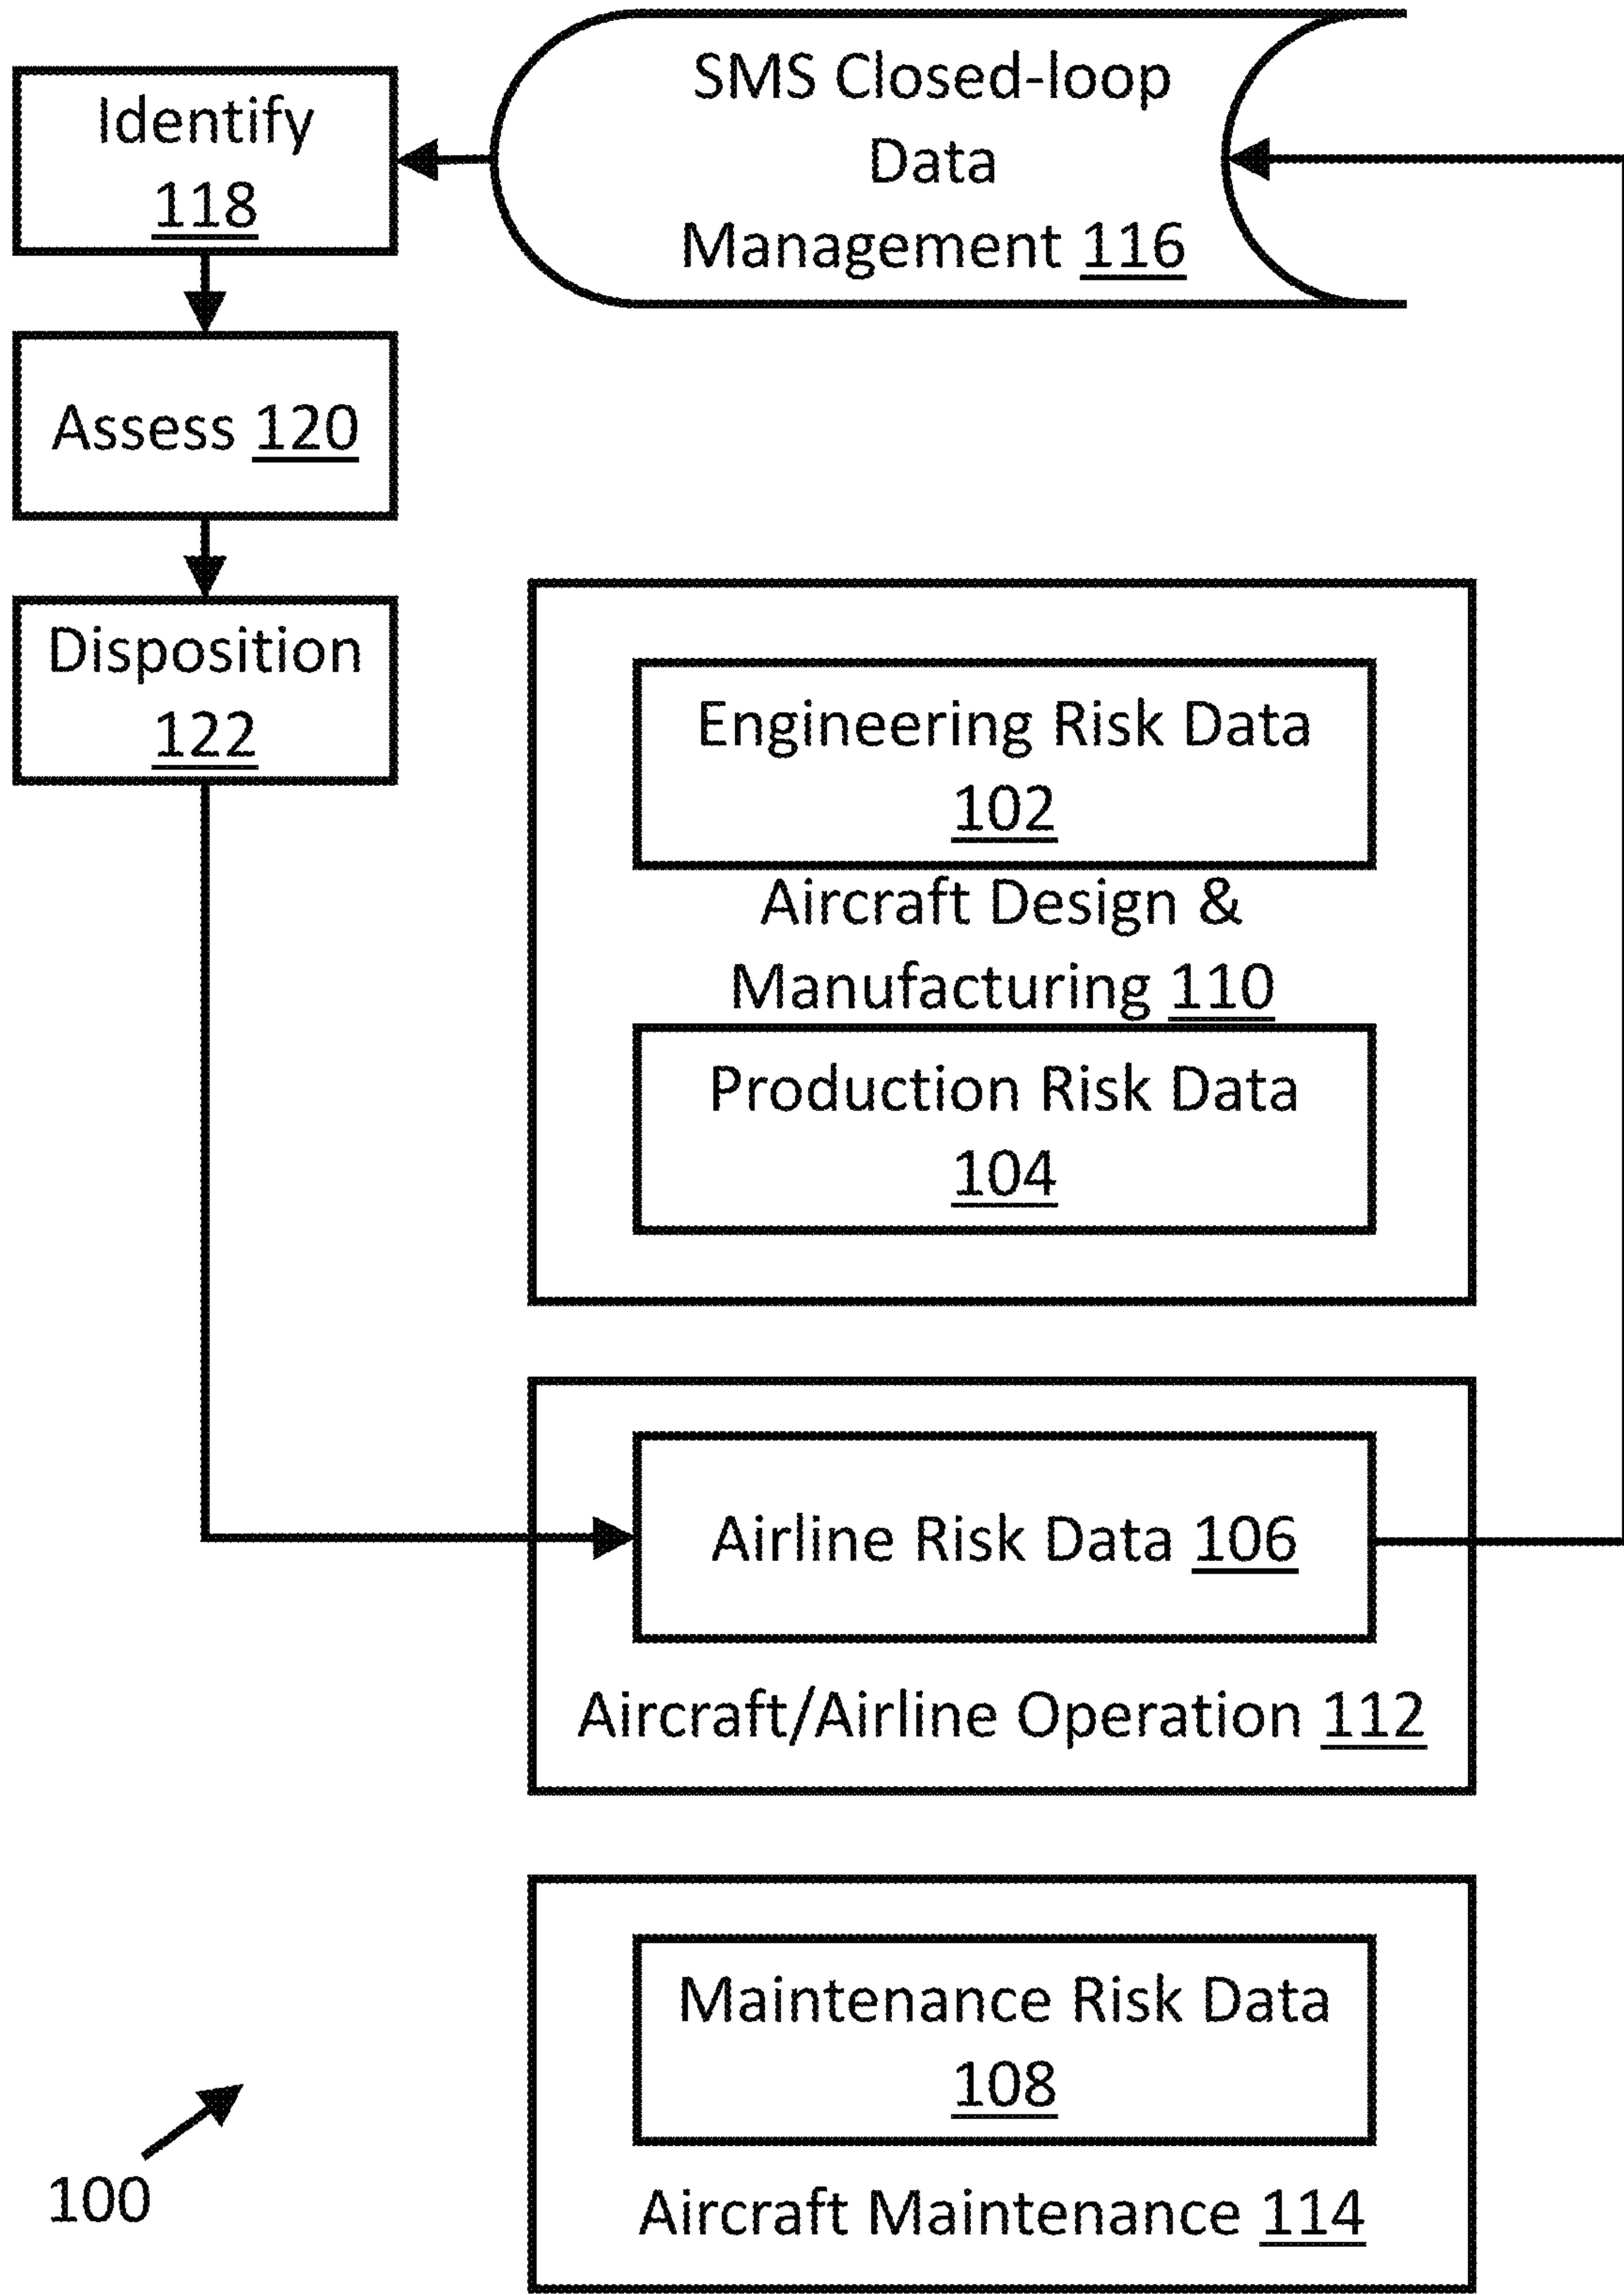 SMS Closed-loop
Data
Management 116
Identify
118
Assess 120
Disposition
122
Engineering Risk Data
102
Aircraft Design &
Manufacturing 110
Production Risk Data
104
Airline Risk Data 106
Aircraft/Airline Operation 112
Maintenance Risk Data
108
Aircraft Maintenance 114
100